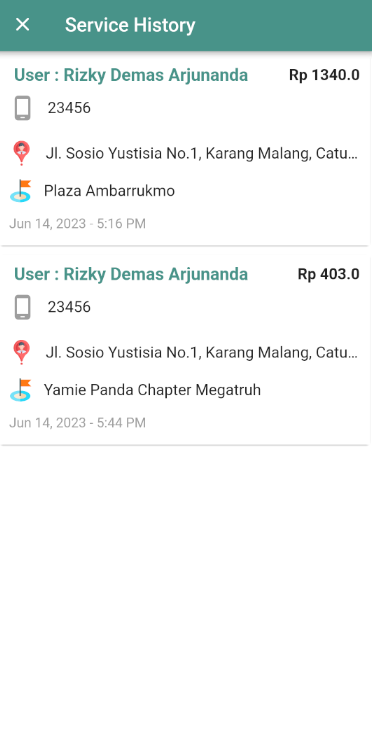 Service History
User : Rizky Demas Arjunanda Rp 1340.0
23456
Jl. Sosio Yustisia No.1, Karang Malang, Catu...
Plaza Ambarrukmo
Jun 14, 2023 - 5:16 PM
User : Rizky Demas Arjunanda Rp 403.0
23456
Jl. Sosio Yustisia No.1, Karang Malang, Catu...
Yamie Panda Chapter Megatruh
Jun 14, 2023 - 5:44 PM